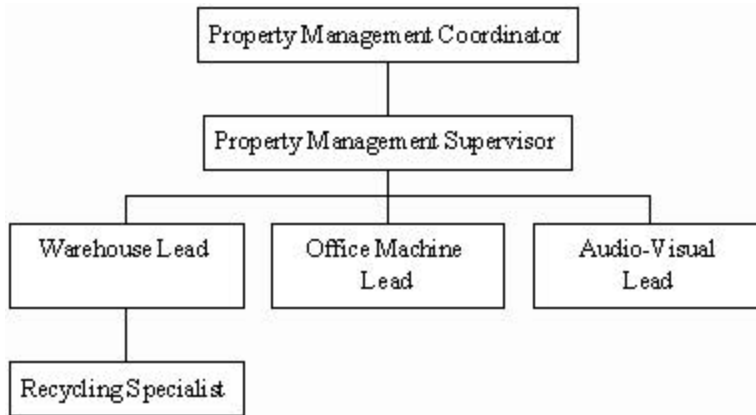 Property Management Coordinator
Property Management Supervisor
Warehouse Lead
Office Machine
Lead
Audio-Visual
Lead
Recycling Specialist